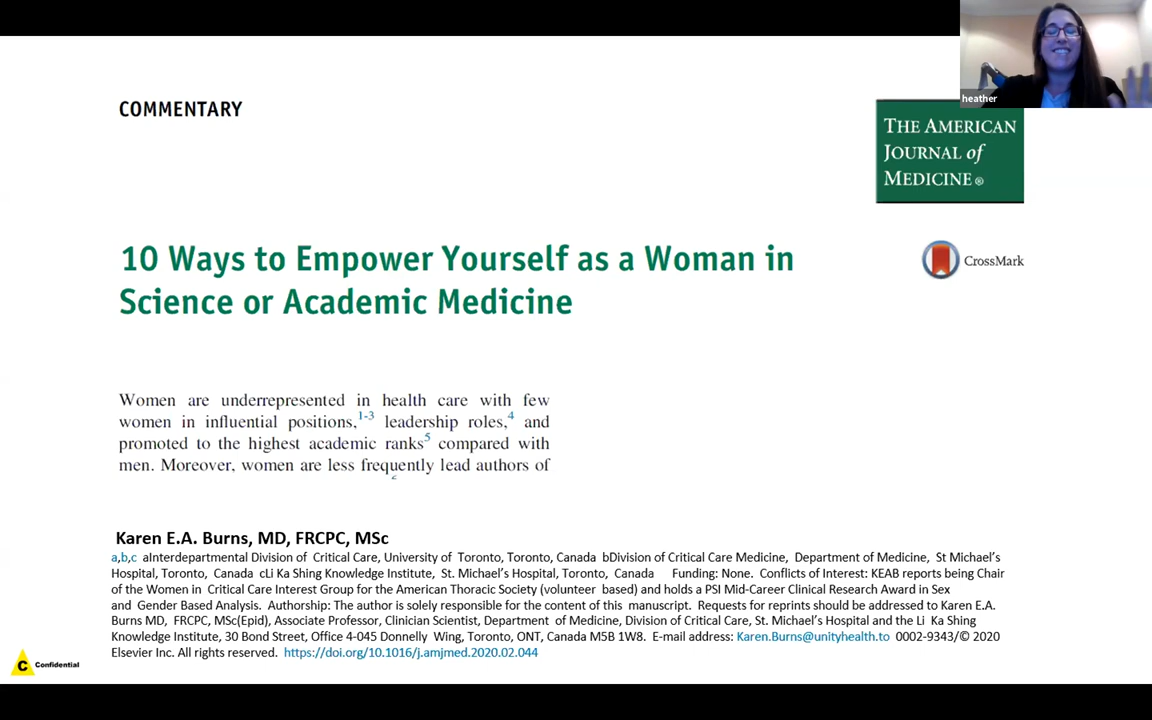 heather
COMMENTARY
THE AMERICAN
JOURNAL of
MEDICINE®
10 Ways to Empower Yourself as a Woman in
Science or Academic Medicine
CrossMark
Women are underrepresented in health care with few
women in influential positions,1-3 leadership roles,4 and
promoted to the highest academic ranks5 compared with
men. Moreover, women are less frequently lead authors of
Karen E.A. Burns, MD, FRCPC, MSc
a,b,c aInterdepartmental Division of Critical Care, University of Toronto, Toronto, Canada bDivision of Critical Care Medicine, Department of Medicine, St Michael's
Hospital, Toronto, Canada cLi Ka Shing Knowledge Institute, St. Michael's Hospital, Toronto, Canada Funding: None. Conflicts of Interest: KEAB reports being Chair
of the Women in Critical Care Interest Group for the American Thoracic Society (volunteer based) and holds a PSI Mid-Career Clinical Research Award in Sex
and Gender Based Analysis. Authorship: The author is solely responsible for the content of this manuscript. Requests for reprints should be addressed to Karen E.A.
Burns MD, FRCPC, MSc(Epid), Associate Professor, Clinician Scientist, Department of Medicine, Division of Critical Care, St. Michael's Hospital and the Li Ka Shing
Knowledge Institute, 30 Bond Street, Office 4-045 Donnelly Wing, Toronto, ONT, Canada M5B 1W8. E-mail address: Karen.Burns@unityhealth.to 0002-9343/© 2020
Elsevier Inc. All rights reserved. https://doi.org/10.1016/j.amjmed.2020.02.044
C Confidential